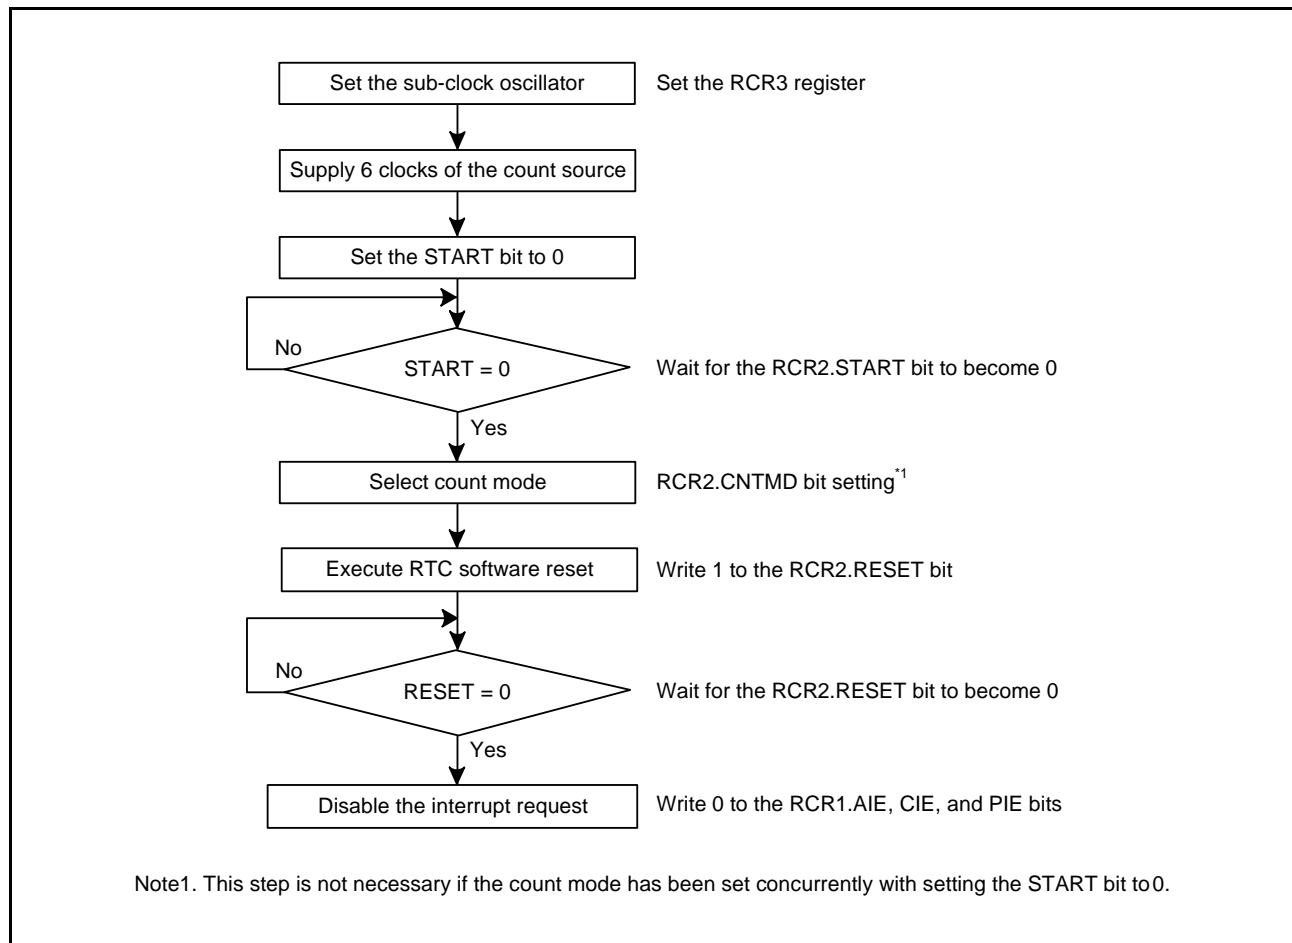 Set the sub-clock oscillator
Set the RCR3 register
Supply 6 clocks of the count source
Set the START bit to 0
No
START = 0
Wait for the RCR2.START bit to become 0
Yes
Select count mode
RCR2.CNTMD bit setting*1
Execute RTC software reset
Write 1 to the RCR2.RESET bit
No
RESET = 0
Wait for the RCR2.RESET bit to become 0
Yes
Disable the interrupt request
Write 0 to the RCR1.AIE, CIE, and PIE bits
Note1. This step is not necessary if the count mode has been set concurrently with setting the START bit to 0.